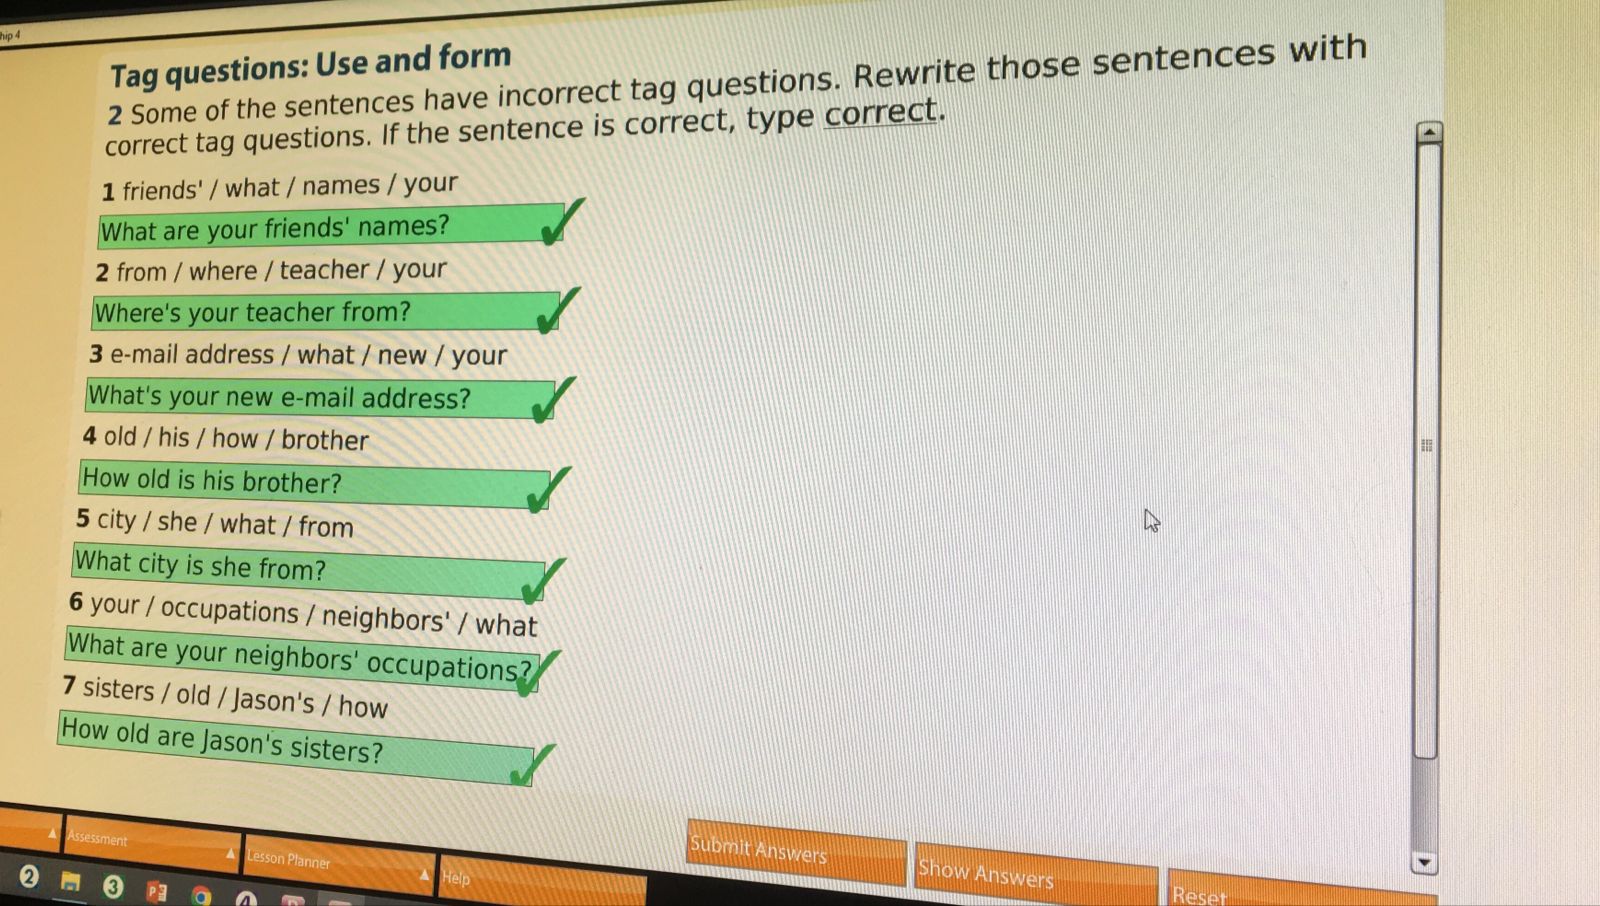 hip 4
Tag questions: Use and form
2 Some of the sentences have incorrect tag questions. Rewrite those sentences with
correct tag questions. If the sentence is correct, type correct.
1 friends' / what / names / your
What are your friends' names?
2 from / where / teacher / your
Where's your teacher from?
3 e-mail address / what / new / your
What's your new e-mail address?
4 old / his / how / brother
How old is his brother?
5 city / she / what / from
What city is she from?
6 your / occupations / neighbors' / what
What are your neighbors' occupations?
7 sisters / old / Jason's / how
How old are Jason's sisters?
Submit Answers
Show Answers
Reset
Assessment
Lesson Planner
Help
2
3
P3
4